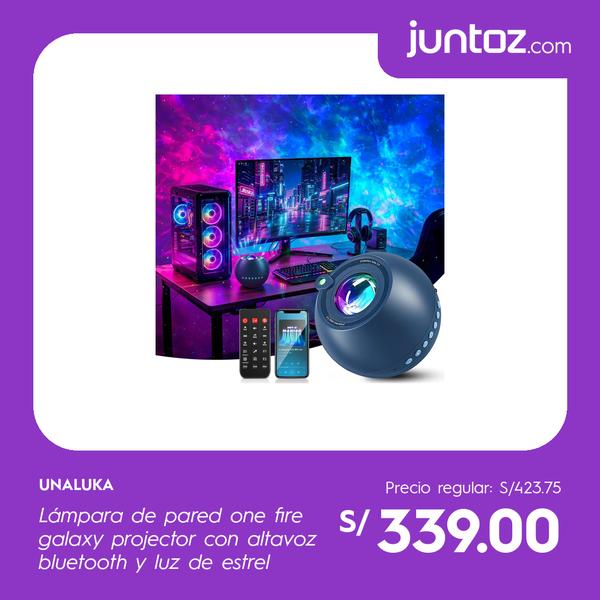 juntoz.com
UNALUKA
Lámpara de pared one fire
galaxy projector con altavoz
bluetooth y luz de estrel
Precio regular: S/423.75
S/ 339.00